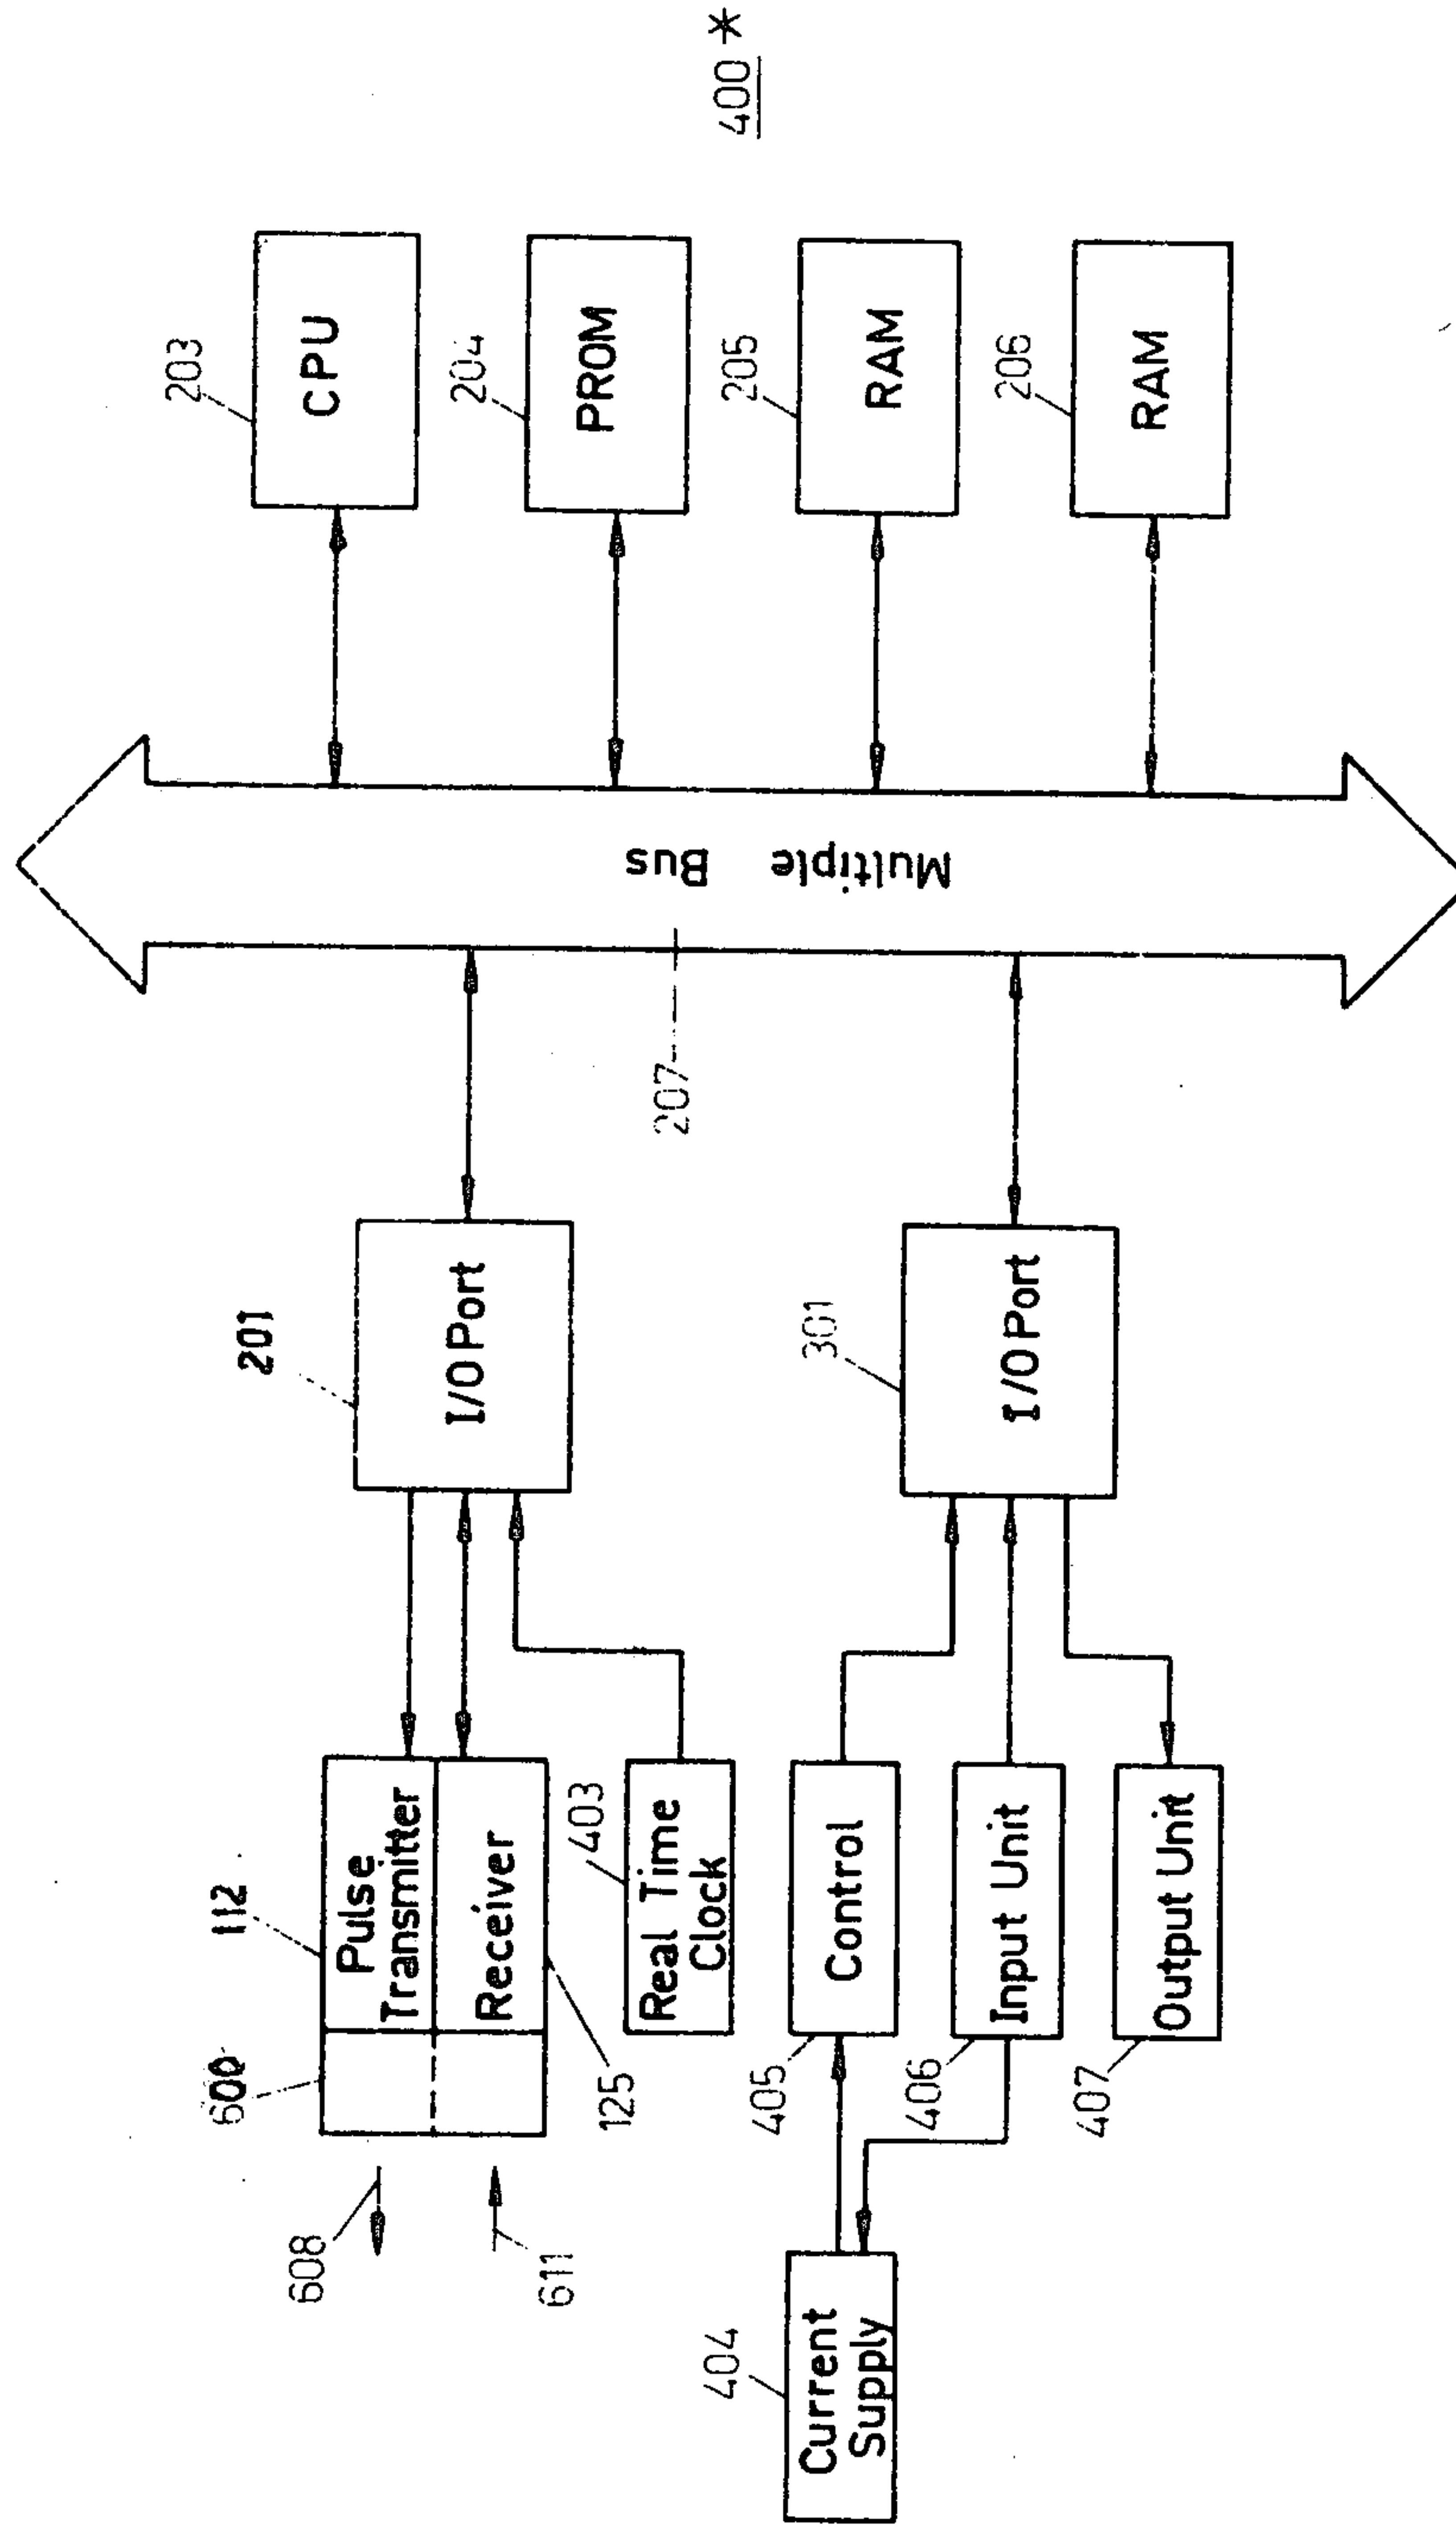 400*
203
CPU
204
PROM
205
RAM
206
RAM
Multiple Bus
207
201
I/O Port
301
I/O Port
112
Pulse
Transmitter
600
Receiver
125
403
Real Time
Clock
608
611
405
Control
406
Input Unit
407
Output Unit
404
Current
Supply